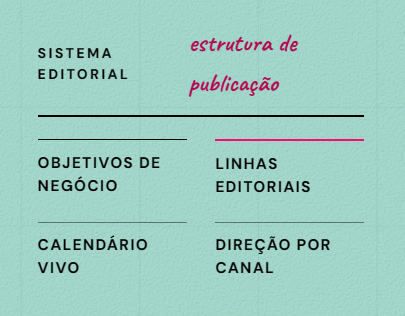 SISTEMA
EDITORIAL
estrutura de
publicação
OBJETIVOS DE
NEGÓCIO
LINHAS
EDITORIAIS
CALENDÁRIO
VIVO
DIREÇÃO POR
CANAL